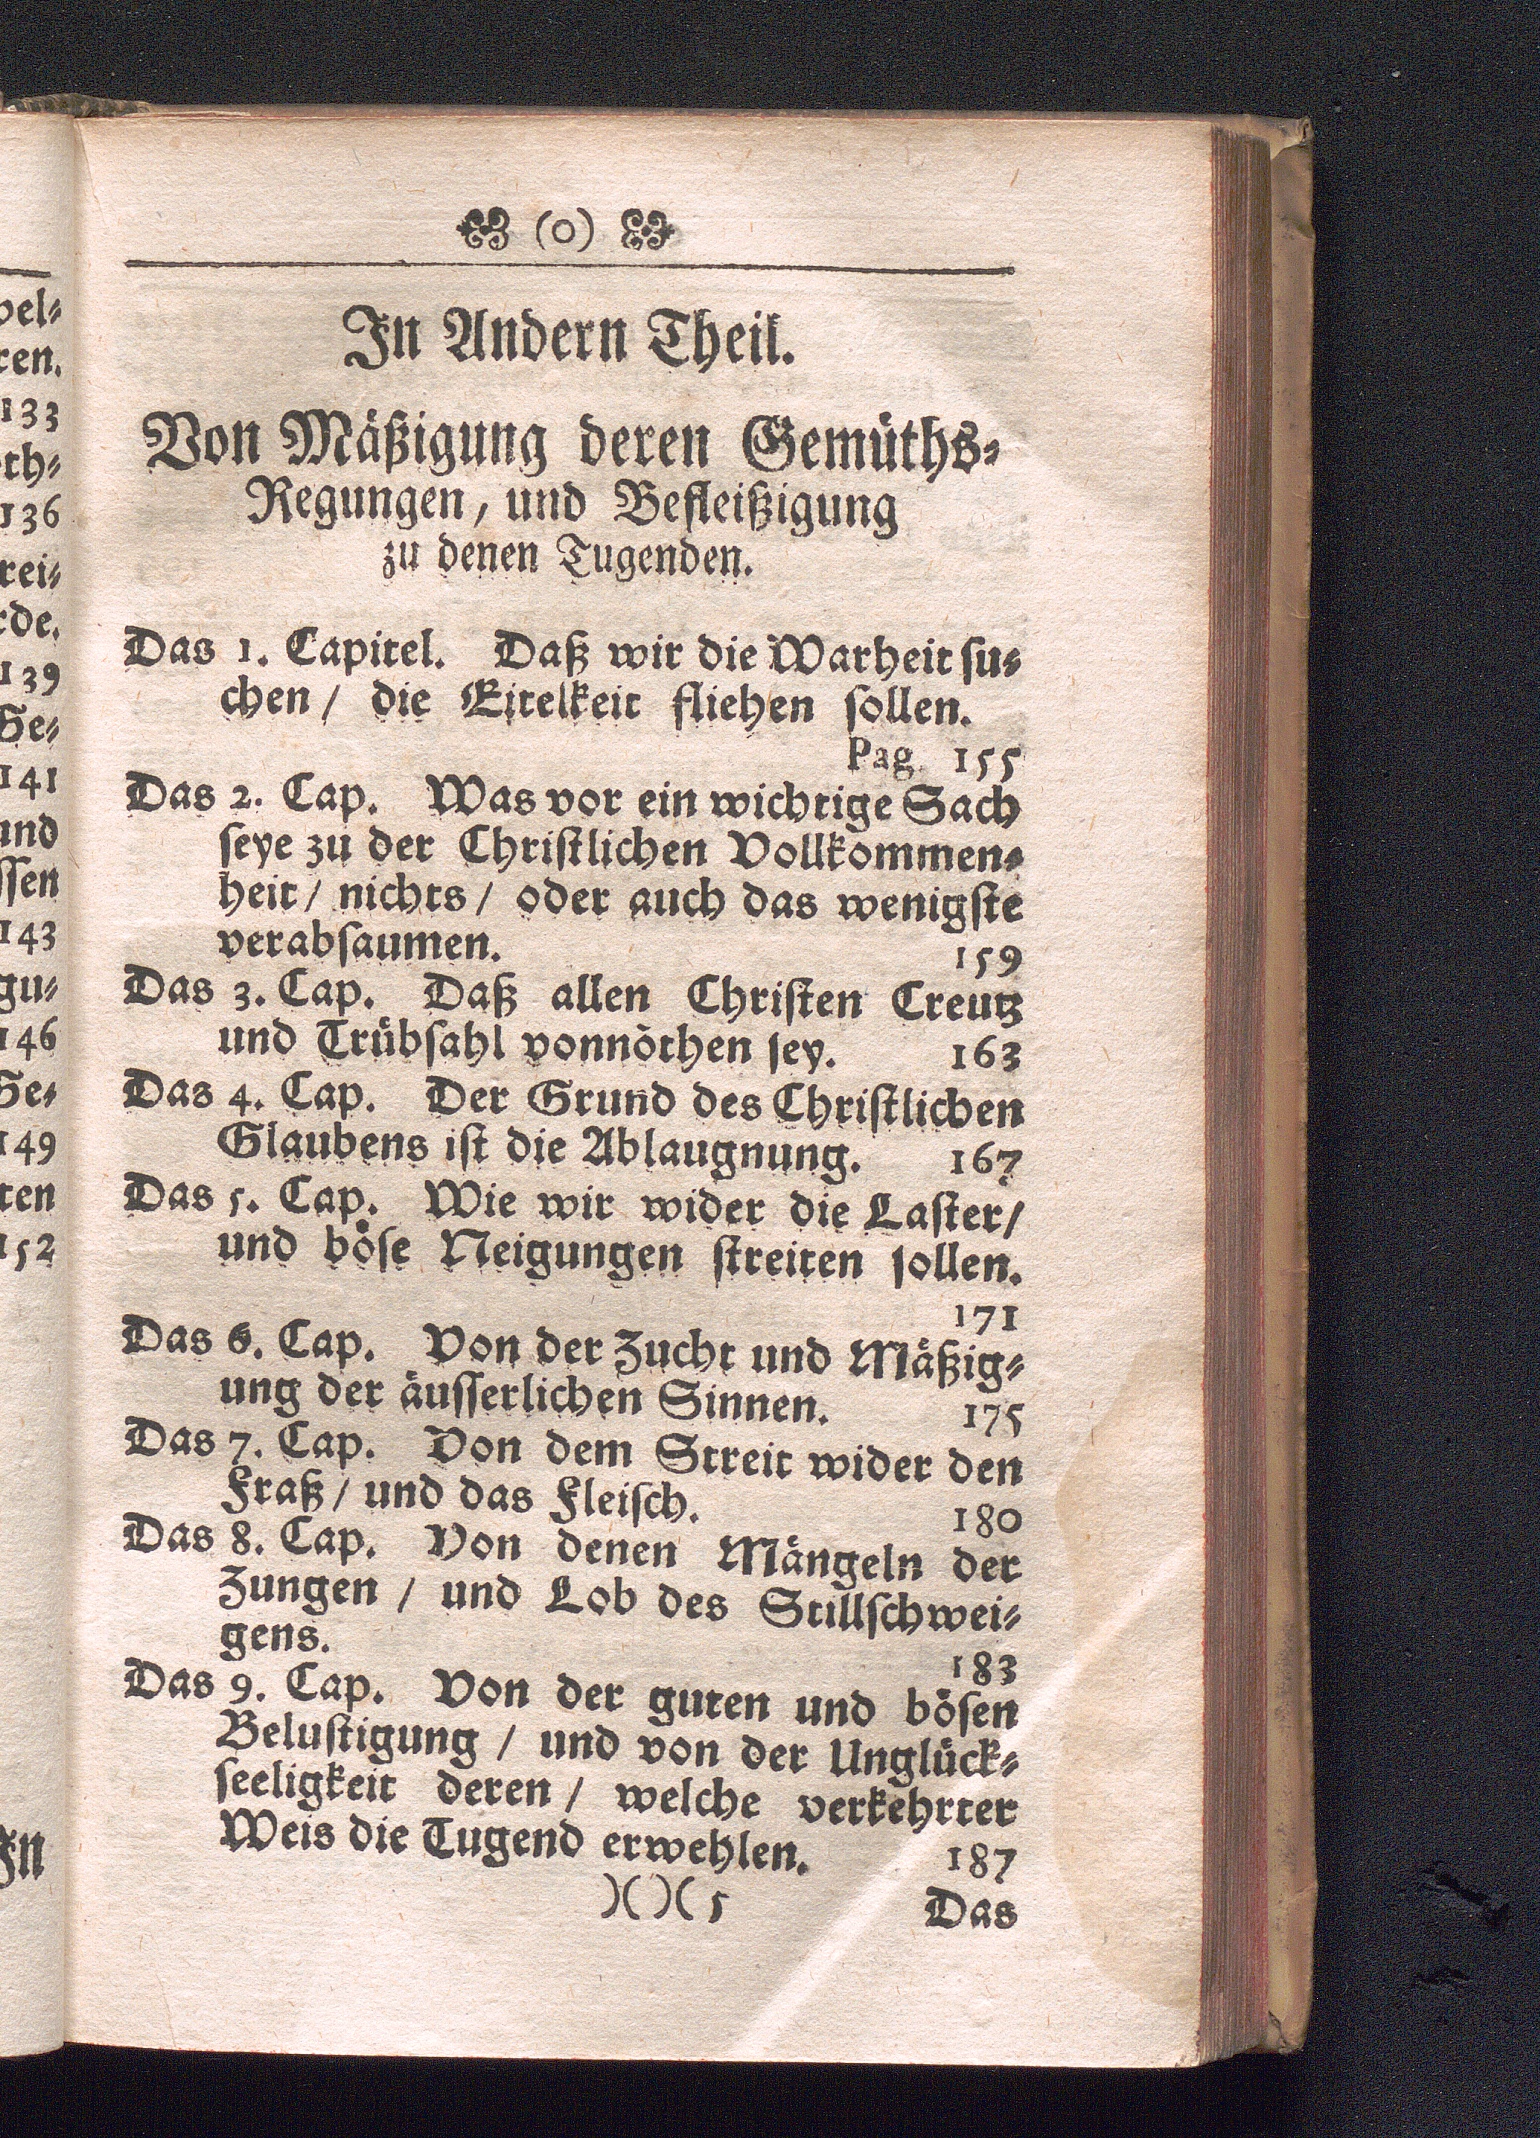 (o)
In Andern Theil.
Von Mäßigung deren Gemüths-
Regungen, und Befleißigung
zu denen Tugenden.
Das 1. Capitel. Daß wir die Warheit su-
chen / die Eitelkeit fliehen sollen.
Pag. 155
Das 2. Cap. Was vor ein wichtige Sach
seye zu der Christlichen Vollkommen-
heit / nichts / oder auch das wenigste
verabsaumen. 159
Das 3. Cap. Daß allen Christen Creutz
und Trübsahl vonnöthen sey. 163
Das 4. Cap. Der Grund des Christlichen
Glaubens ist die Ablaugnung. 167
Das 5. Cap. Wie wir wider die Laster /
und böse Neigungen streiten sollen.
171
Das 6. Cap. Von der Zucht und Mäßig-
ung der äusserlichen Sinnen. 175
Das 7. Cap. Von dem Streit wider den
Fraß / und das Fleisch. 180
Das 8. Cap. Von denen Mängeln der
Zungen / und Lob des Stillschwei-
gens. 183
Das 9. Cap. Von der guten und bösen
Belustigung / und von der Unglück-
seeligkeit deren / welche verkehrter
Weis die Tugend erwehlen. 187
)( )( 5 Das